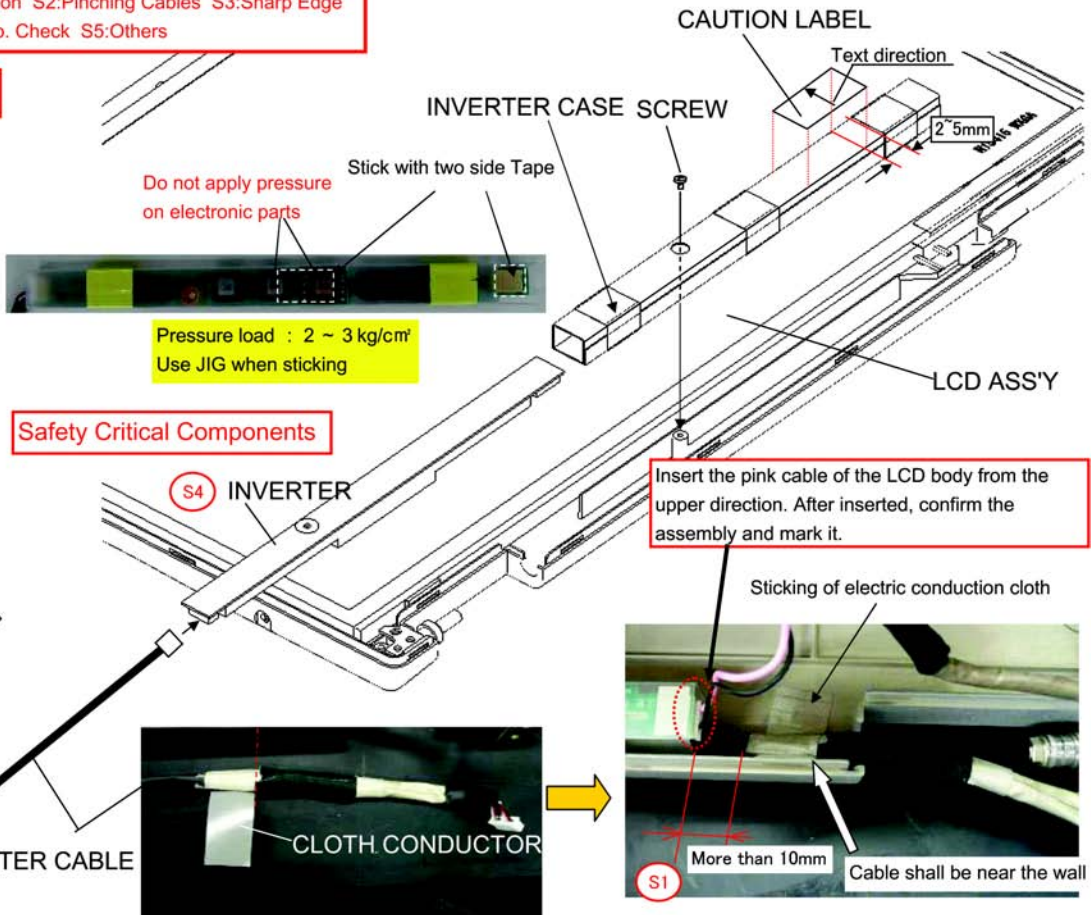 on S2:Pinching Cables S3:Sharp Edge
o. Check S5:Others
CAUTION LABEL
Text direction
INVERTER CASE
SCREW
2~5mm
Do not apply pressure
on electronic parts
Stick with two side Tape
Pressure load : 2 ~ 3 kg/cm²
Use JIG when sticking
LCD ASS'Y
Safety Critical Components
S4
INVERTER
Insert the pink cable of the LCD body from the
upper direction. After inserted, confirm the
assembly and mark it.
Sticking of electric conduction cloth
TER CABLE
CLOTH CONDUCTOR
S1
More than 10mm
Cable shall be near the wall